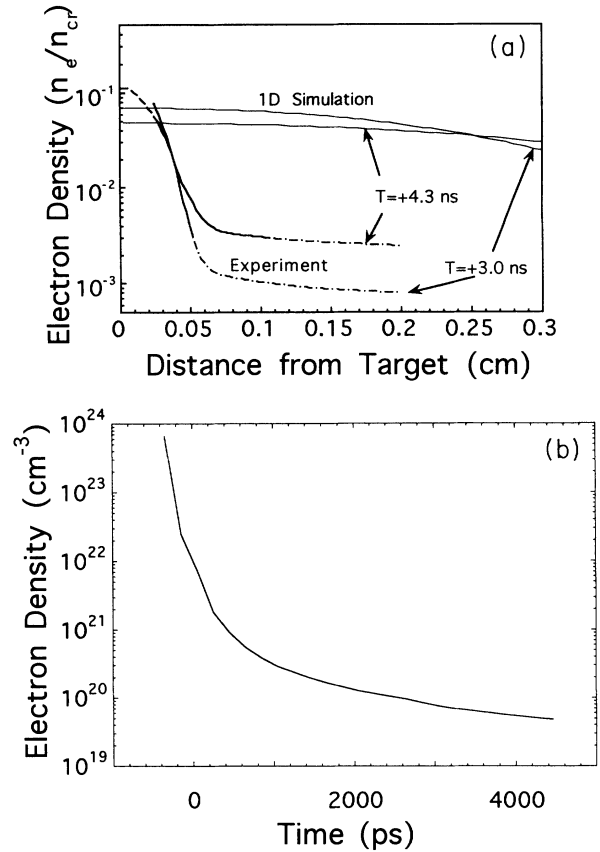 (a)
Electron Density (n_e/n_cr)
10^-1
10^-2
10^-3
1D Simulation
T=+4.3 ns
Experiment
T=+3.0 ns
0 0.05 0.1 0.15 0.2 0.25 0.3
Distance from Target (cm)
(b)
Electron Density (cm^-3)
10^24
10^23
10^22
10^21
10^20
10^19
0 2000 4000
Time (ps)